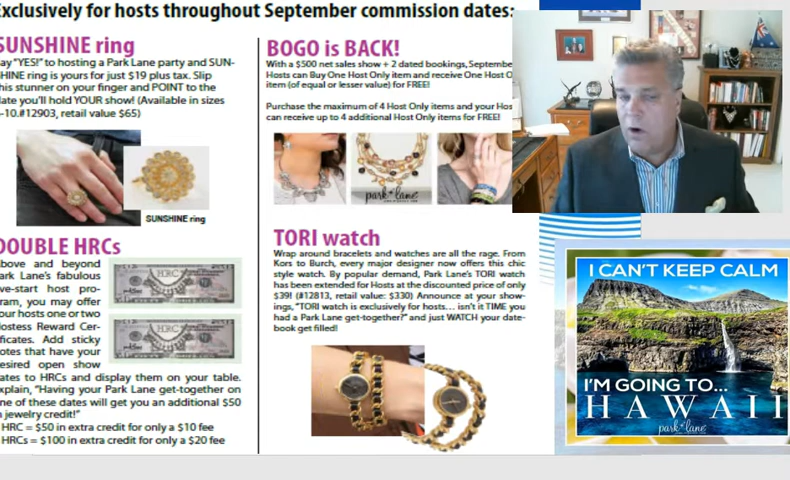 Exclusively for hosts throughout September commission dates:
SUNSHINE ring
ay "YES!" to hosting a Park Lane party and SUN-
HINE ring is yours for just $19 plus tax. Slip
his stunner on your finger and POINT to the
ate you'll hold YOUR show! (Available in sizes
-10.#12903, retail value $65)
SUNSHINE ring
DOUBLE HRCs
above and beyond
ark Lane's fabulous
ve-start host pro-
ram, you may offer
our hosts one or two
ostess Reward Cer-
ficates. Add sticky
otes that have your
esired open show
ates to HRCs and display them on your table.
xplain, "Having your Park Lane get-together on
ne of these dates will get you an additional $50
n jewelry credit!"
HRC = $50 in extra credit for only a $10 fee
HRCs = $100 in extra credit for only a $20 fee
HRC
HRC
BOGO is BACK!
With a $500 net sales show + 2 dated bookings, Septembe
Hosts can Buy One Host Only item and receive One Host O
item (of equal or lesser value) for FREE!
Purchase the maximum of 4 Host Only items and your Hos
can receive up to 4 additional Host Only items for FREE!
park lane
TORI watch
Wrap around bracelets and watches are all the rage. From
Kors to Burch, every major designer now offers this chic
style watch. By popular demand, Park Lane's TORI watch
has been extended for Hosts at the discounted price of only
$39! (#12813, retail value: $330) Announce at your show-
ings, "TORI watch is exclusively for hosts... isn't it TIME you
had a Park Lane get-together?" and just WATCH your date-
book get filled!
I CAN'T KEEP CALM
I'M GOING TO...
HAWAII
park lane